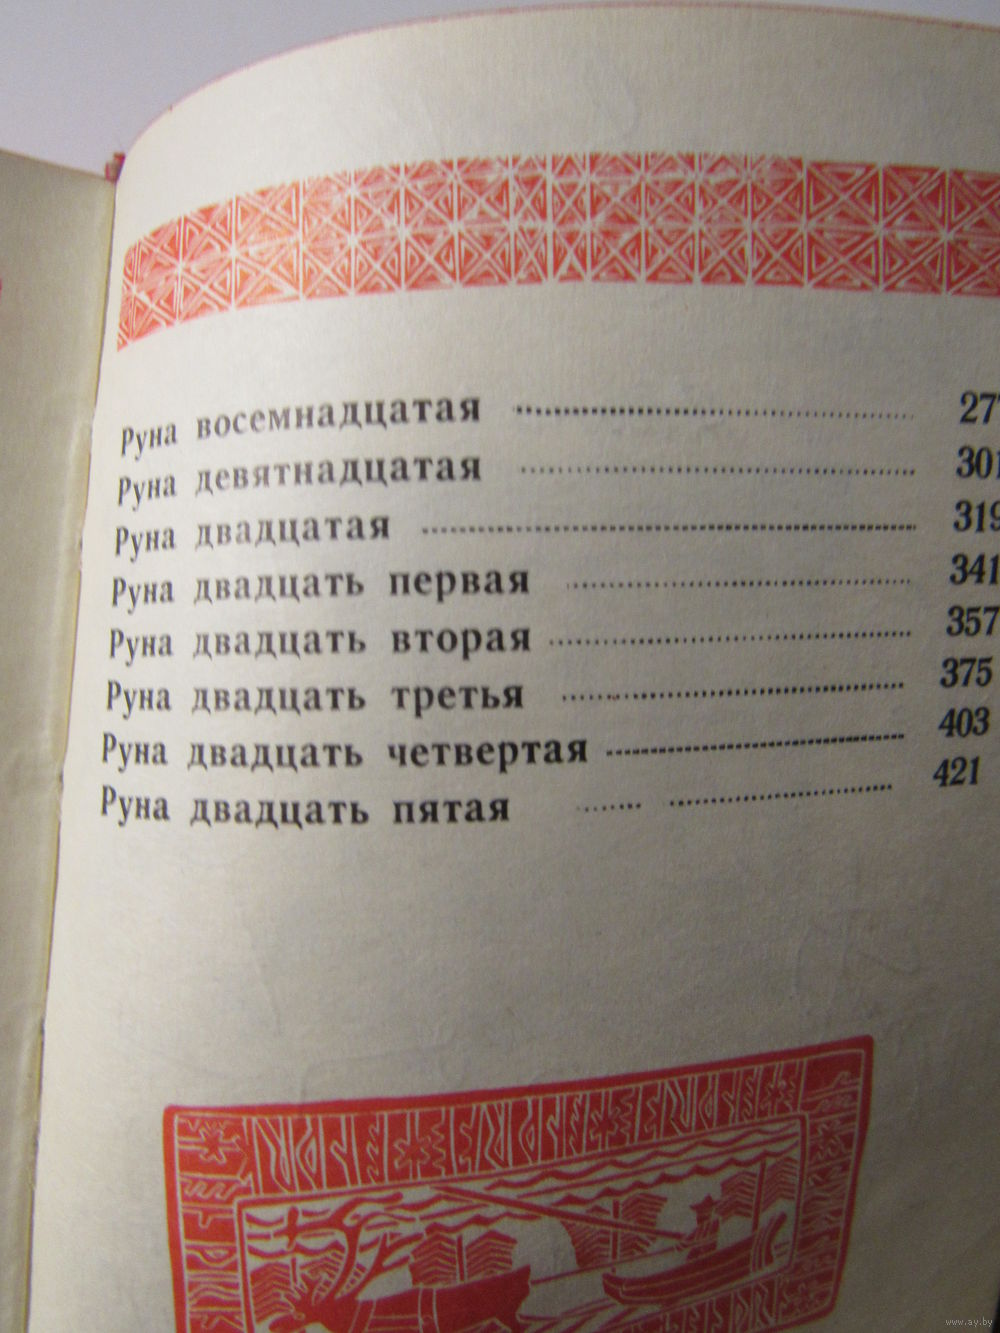 Руна восемнадцатая ........ 277
Руна девятнадцатая ........ 301
Руна двадцатая ........ 319
Руна двадцать первая ........ 341
Руна двадцать вторая ........ 357
Руна двадцать третья ........ 375
Руна двадцать четвертая ........ 403
Руна двадцать пятая ........ 421
www.ay.by